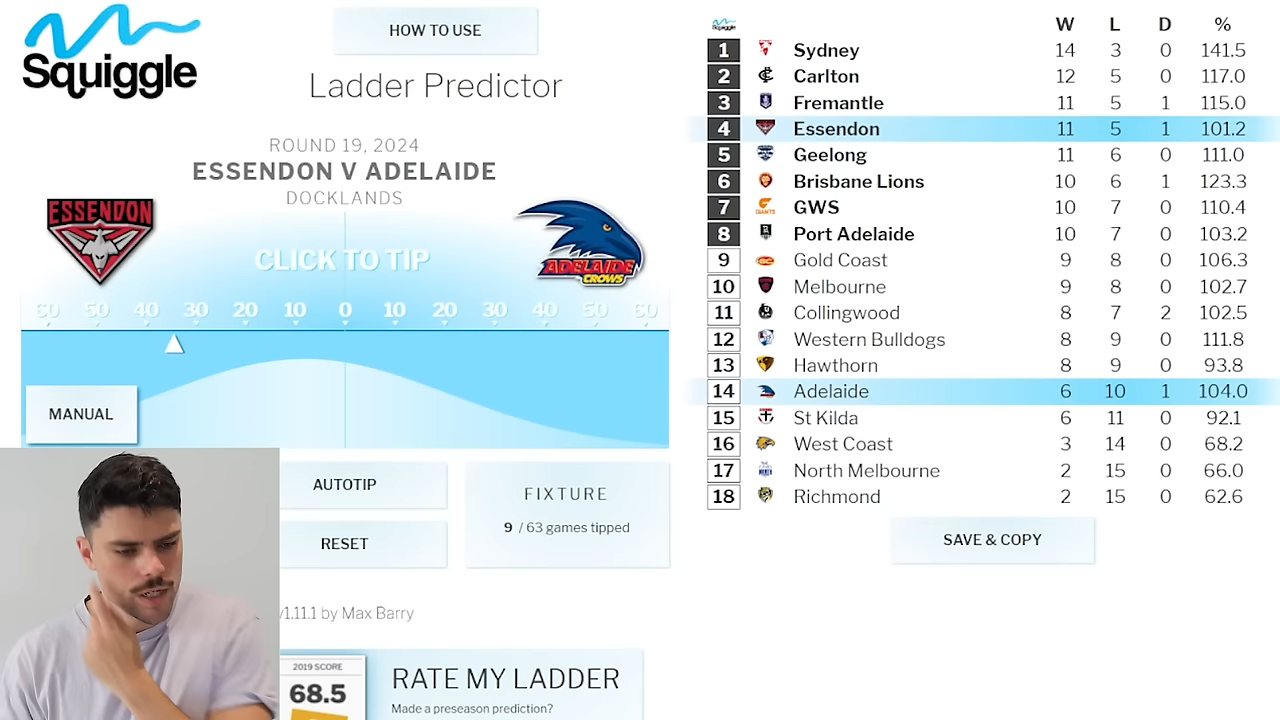 Squiggle
HOW TO USE
Ladder Predictor
ROUND 19, 2024
ESSENDON V ADELAIDE
DOCKLANDS
ESSENDON
ADELAIDE
CROWS
CLICK TO TIP
60 50 40 30 20 10 0 10 20 30 40 50 60
MANUAL
AUTOTIP
RESET
FIXTURE
9 / 63 games tipped
v1.11.1 by Max Barry
2019 SCORE
68.5
RATE MY LADDER
Made a preseason prediction?
Squiggle W L D %
1 Sydney 14 3 0 141.5
2 Carlton 12 5 0 117.0
3 Fremantle 11 5 1 115.0
4 Essendon 11 5 1 101.2
5 Geelong 11 6 0 111.0
6 Brisbane Lions 10 6 1 123.3
7 GWS 10 7 0 110.4
8 Port Adelaide 10 7 0 103.2
9 Gold Coast 9 8 0 106.3
10 Melbourne 9 8 0 102.7
11 Collingwood 8 7 2 102.5
12 Western Bulldogs 8 9 0 111.8
13 Hawthorn 8 9 0 93.8
14 Adelaide 6 10 1 104.0
15 St Kilda 6 11 0 92.1
16 West Coast 3 14 0 68.2
17 North Melbourne 2 15 0 66.0
18 Richmond 2 15 0 62.6
SAVE & COPY